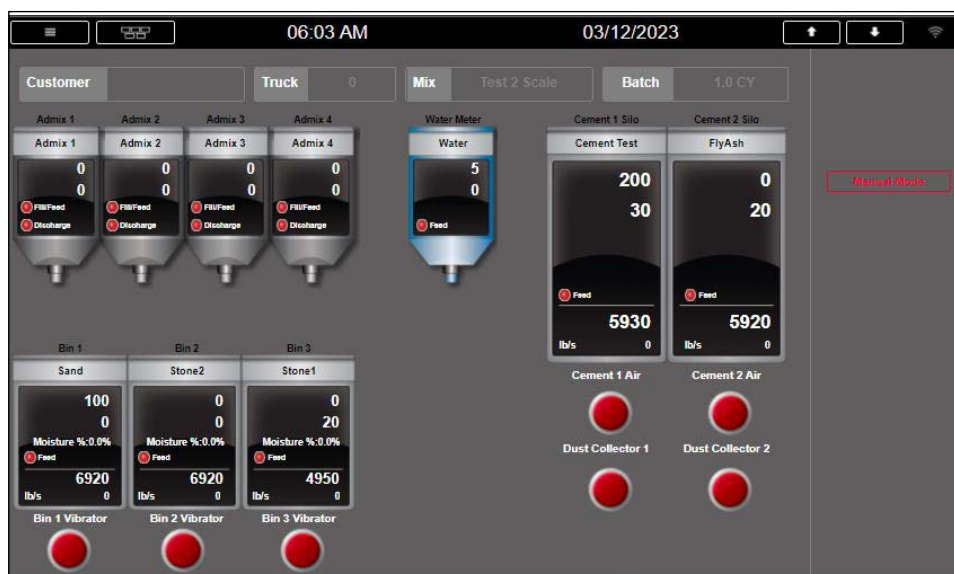 06:03 AM 03/12/2023
Customer Truck 0 Mix Test 2 Scale Batch 1.0 CY
Admix 1 Admix 2 Admix 3 Admix 4 Water Meter Cement 1 Silo Cement 2 Silo
Admix 1 Admix 2 Admix 3 Admix 4 Water Cement Test FlyAsh
0 0 0 0 5 200 0
0 0 0 0 0 30 20
Manual Mode
Fill/Feed Fill/Feed Fill/Feed Fill/Feed
Discharge Discharge Discharge Discharge Feed
Feed Feed
5930 5920
lb/s 0 lb/s 0
Bin 1 Bin 2 Bin 3
Sand Stone2 Stone1
Cement 1 Air Cement 2 Air
100 0 0
0 0 20
Moisture %:0.0% Moisture %:0.0% Moisture %:0.0%
Feed Feed Feed
Dust Collector 1 Dust Collector 2
6920 6920 4950
lb/s 0 lb/s 0 lb/s 0
Bin 1 Vibrator Bin 2 Vibrator Bin 3 Vibrator